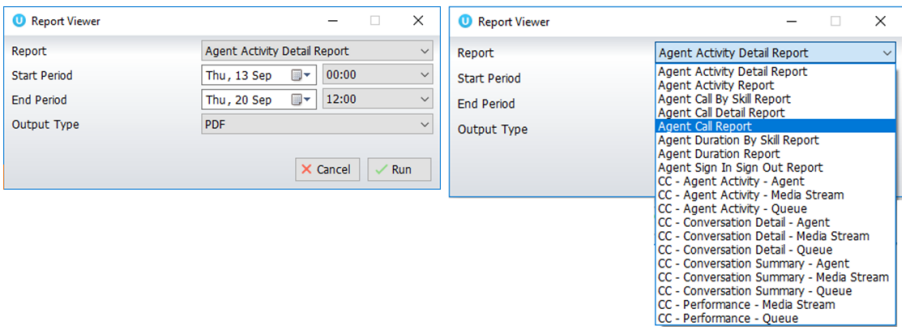 Report Viewer
Report
Agent Activity Detail Report
Start Period
Thu , 13 Sep
00:00
End Period
Thu , 20 Sep
12:00
Output Type
PDF
Cancel
Run
Report Viewer
Report
Agent Activity Detail Report
Start Period
End Period
Output Type
Agent Activity Detail Report
Agent Activity Report
Agent Call By Skill Report
Agent Call Detail Report
Agent Call Report
Agent Duration By Skill Report
Agent Duration Report
Agent Sign In Sign Out Report
CC - Agent Activity - Agent
CC - Agent Activity - Media Stream
CC - Agent Activity - Queue
CC - Conversation Detail - Agent
CC - Conversation Detail - Media Stream
CC - Conversation Detail - Queue
CC - Conversation Summary - Agent
CC - Conversation Summary - Media Stream
CC - Conversation Summary - Queue
CC - Performance - Media Stream
CC - Performance - Queue